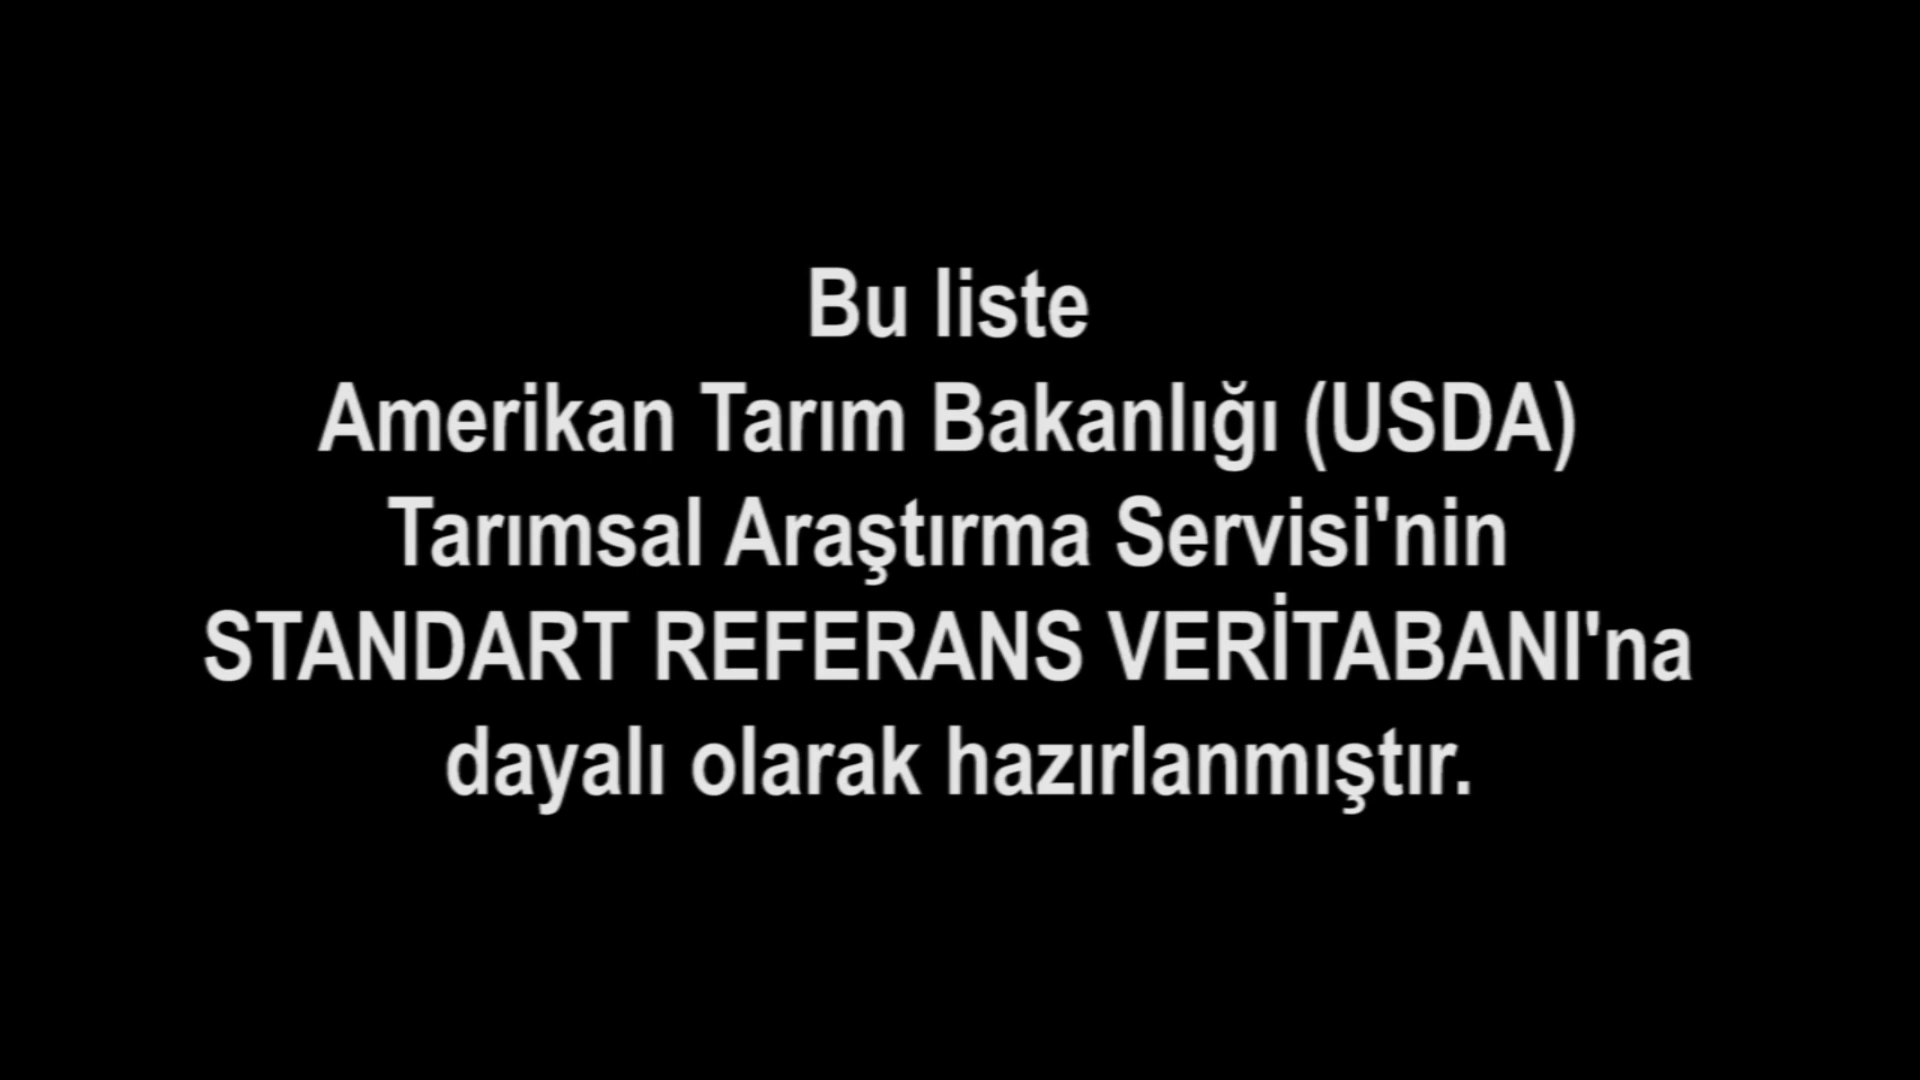 Bu liste
Amerikan Tarım Bakanlığı (USDA)
Tarımsal Araştırma Servisi'nin
STANDART REFERANS VERİTABANI'na
dayalı olarak hazırlanmıştır.